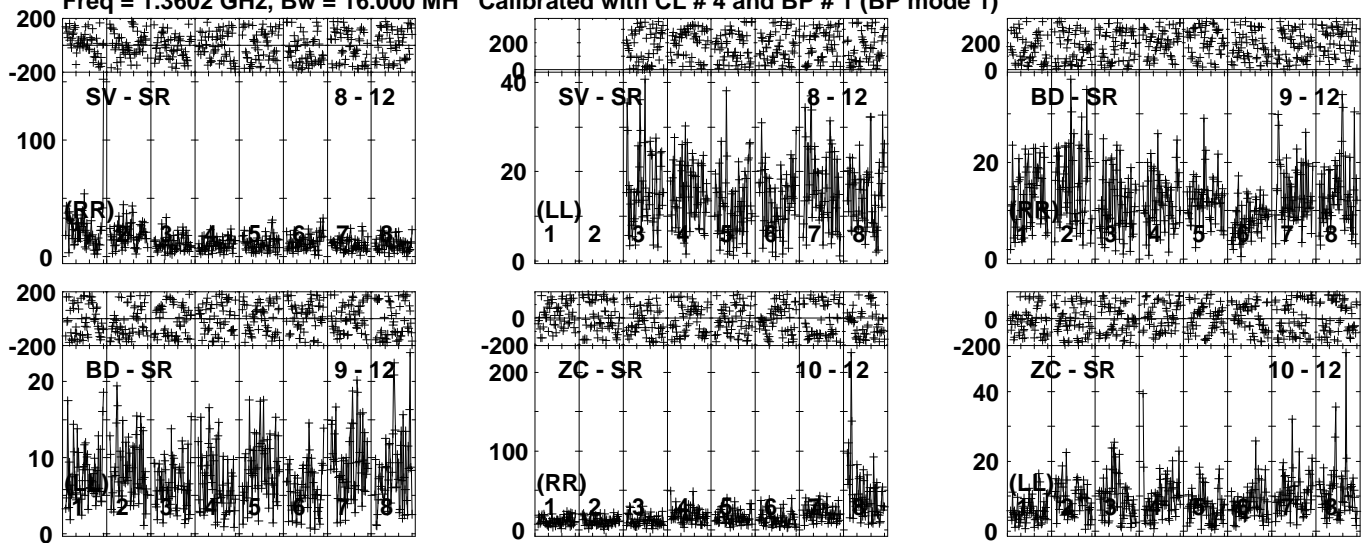 Freq = 1.3602 GHz, Bw = 16.000 MH Calibrated with CL # 4 and BP # 1 (BP mode 1)
200
-200
SV - SR 8 - 12
100
(RR)
3 4 5 6 7 8
0
200
0
40
SV - SR 8 - 12
20
(LL)
1 2 3 4 5 6 7 8
0
200
0
BD - SR 9 - 12
20
(RR)
1 2 3 4 5 6 7 8
0
200
-200
BD - SR 9 - 12
20
10
(LL)
1 2 3 4 5 6 7 8
0
0
-200
ZC - SR 10 - 12
200
100
(RR)
1 2 3 4 5 6 7 8
0
0
-200
ZC - SR 10 - 12
40
20
(LL)
1 2 3 4 5 6 7 8
0